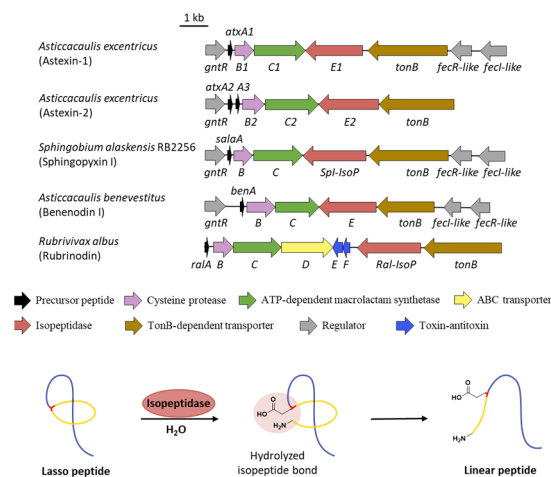 1 kb
atxA1
Asticcacaulis excentricus
(Astexin-1)
gntR B1 C1 E1 tonB fecR-like fecI-like
atxA2 A3
Asticcacaulis excentricus
(Astexin-2)
gntR B2 C2 E2 tonB
salaA
Sphingobium alaskensis RB2256
(Sphingopyxin I)
gntR B C SpI-IsoP tonB fecR-like
benA
Asticcacaulis benevestitus
(Benenodin I)
gntR B C E tonB fecI-like fecR-like
Rubrivivax albus
(Rubrinodin)
ralA B C D E F Ral-IsoP tonB
Precursor peptide Cysteine protease ATP-dependent macrolactam synthetase ABC transporter
Isopeptidase TonB-dependent transporter Regulator Toxin-antitoxin
Isopeptidase
H2O
O
HO
H2N
O
HO
H2N
Lasso peptide
Hydrolyzed
isopeptide bond
Linear peptide